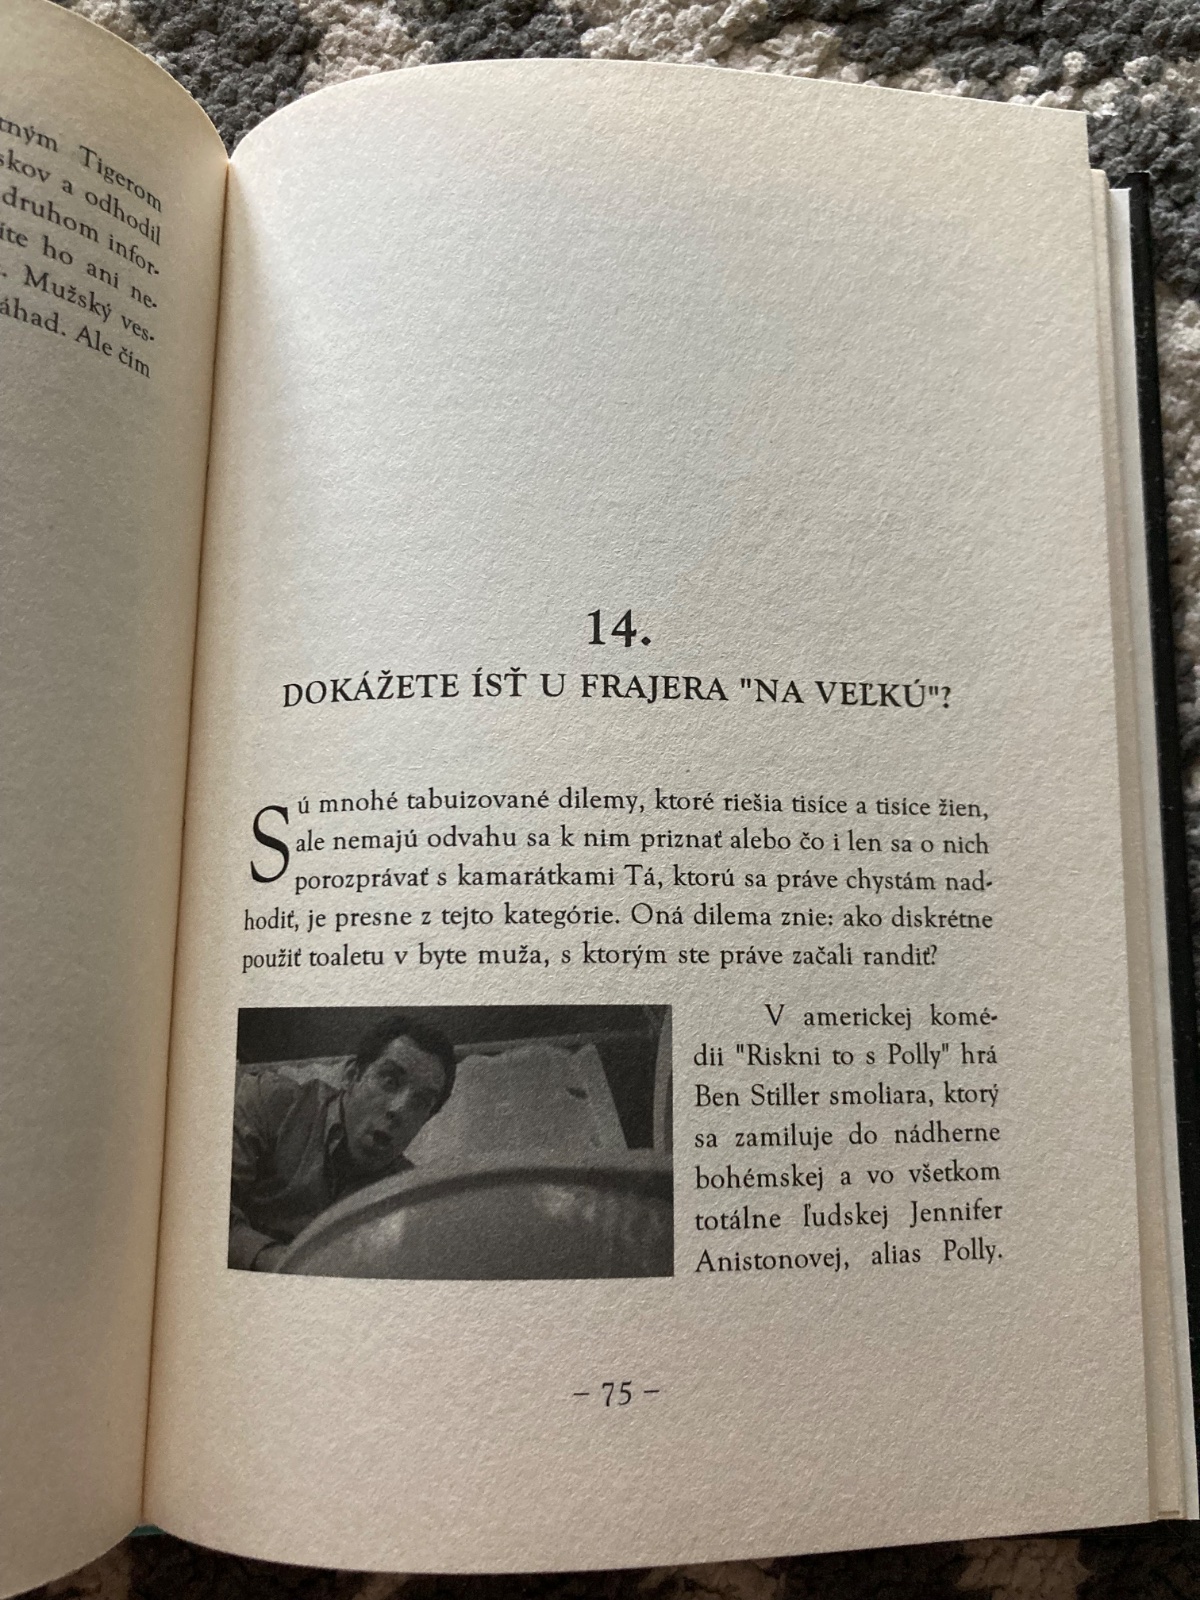 tným Tigerom
skov a odhodil
druhom infor-
íte ho ani ne-
. Mužský ves-
áhad. Ale čím
14.
DOKÁŽETE ÍSŤ U FRAJERA "NA VEĽKÚ"?
Sú mnohé tabuizované dilemy, ktoré riešia tisíce a tisíce žien,
ale nemajú odvahu sa k nim priznať alebo čo i len sa o nich
porozprávať s kamarátkami Tá, ktorú sa práve chystám nad-
hodiť, je presne z tejto kategórie. Oná dilema znie: ako diskrétne
použiť toaletu v byte muža, s ktorým ste práve začali randiť?
V americkej komé-
dii "Riskni to s Polly" hrá
Ben Stiller smoliara, ktorý
sa zamiluje do nádherne
bohémskej a vo všetkom
totálne ľudskej Jennifer
Anistonovej, alias Polly.
– 75 –